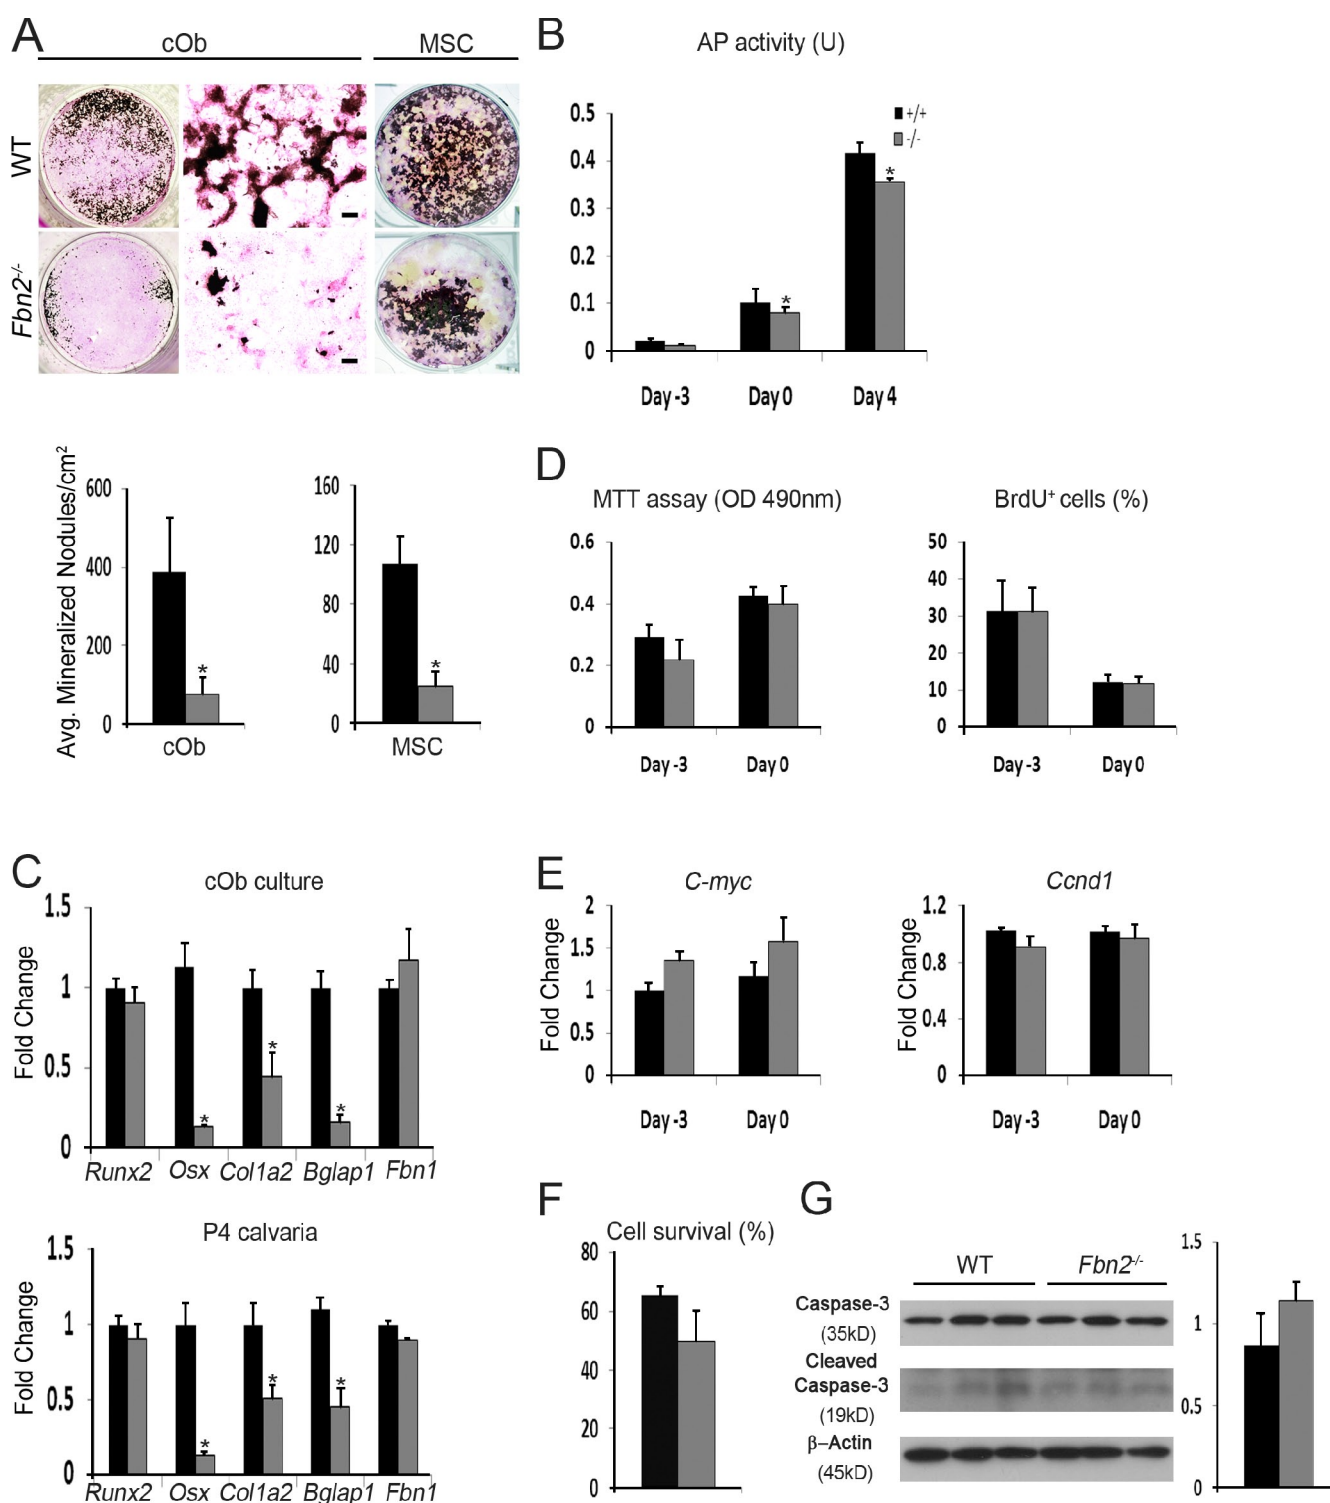 A
cOb
MSC
WT
Fbn2-/-
Avg. Mineralized Nodules/cm2
600
400
200
0
cOb
160
120
80
40
0
MSC
*
*
B
AP activity (U)
+/+
-/-
0.5
0.4
0.3
0.2
0.1
0
*
*
Day -3
Day 0
Day 4
D
MTT assay (OD 490nm)
0.6
0.4
0.2
0
Day -3
Day 0
BrdU+ cells (%)
50
40
30
20
10
0
Day -3
Day 0
C
cOb culture
Fold Change
1.5
1
0.5
0
*
*
*
Runx2
Osx
Col1a2
Bglap1
Fbn1
P4 calvaria
Fold Change
1.5
1
0.5
0
*
*
*
Runx2
Osx
Col1a2
Bglap1
Fbn1
E
C-myc
Fold Change
2
1.5
1
0.5
0
Day -3
Day 0
Ccnd1
Fold Change
1.2
0.8
0.4
0
Day -3
Day 0
F
Cell survival (%)
80
60
40
20
0
G
WT
Fbn2-/-
Caspase-3
(35kD)
Cleaved
Caspase-3
(19kD)
β–Actin
(45kD)
1.5
1
0.5
0